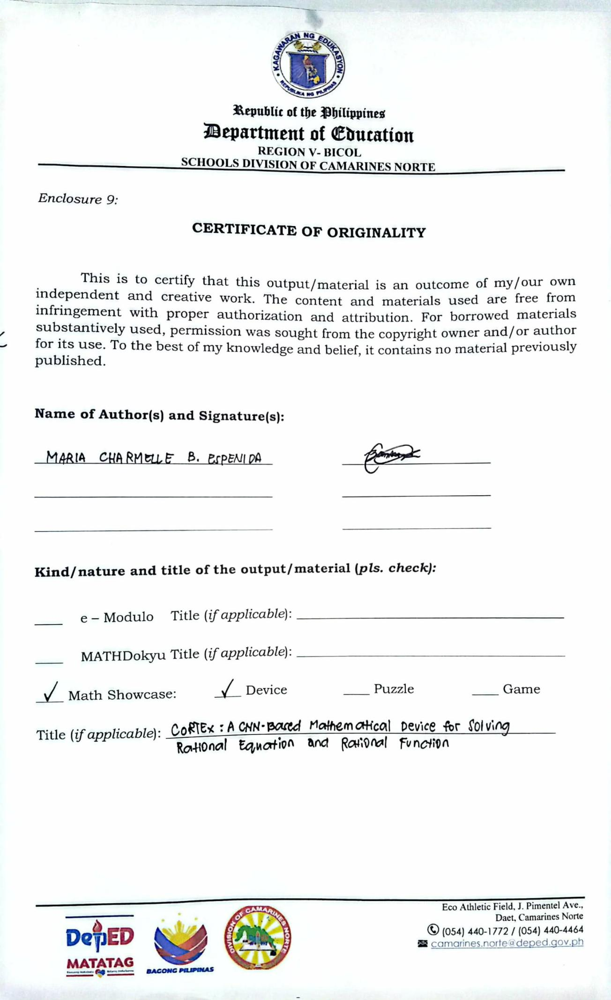 KAGAWARAN NG EDUKASYON
REPUBLIKA NG PILIPINAS
Republic of the Philippines
Department of Education
REGION V- BICOL
SCHOOLS DIVISION OF CAMARINES NORTE
Enclosure 9:
CERTIFICATE OF ORIGINALITY
This is to certify that this output/material is an outcome of my/our own
independent and creative work. The content and materials used are free from
infringement with proper authorization and attribution. For borrowed materials
substantively used, permission was sought from the copyright owner and/or author
for its use. To the best of my knowledge and belief, it contains no material previously
published.
Name of Author(s) and Signature(s):
MARIA CHARMELLE B. ESPENIDA
Kind/nature and title of the output/material (pls. check):
e – Modulo Title (if applicable):
MATHDokyu Title (if applicable):
✓ Math Showcase: ✓ Device Puzzle Game
Title (if applicable): CORTEx : A CNN-Based Mathematical Device for Solving
Rational Equation and Rational Function
Eco Athletic Field, J. Pimentel Ave.,
Daet, Camarines Norte
(054) 440-1772 / (054) 440-4464
camarines.norte@deped.gov.ph
DepED
MATATAG
BAGONG PILIPINAS
DIVISION OF CAMARINES NORTE